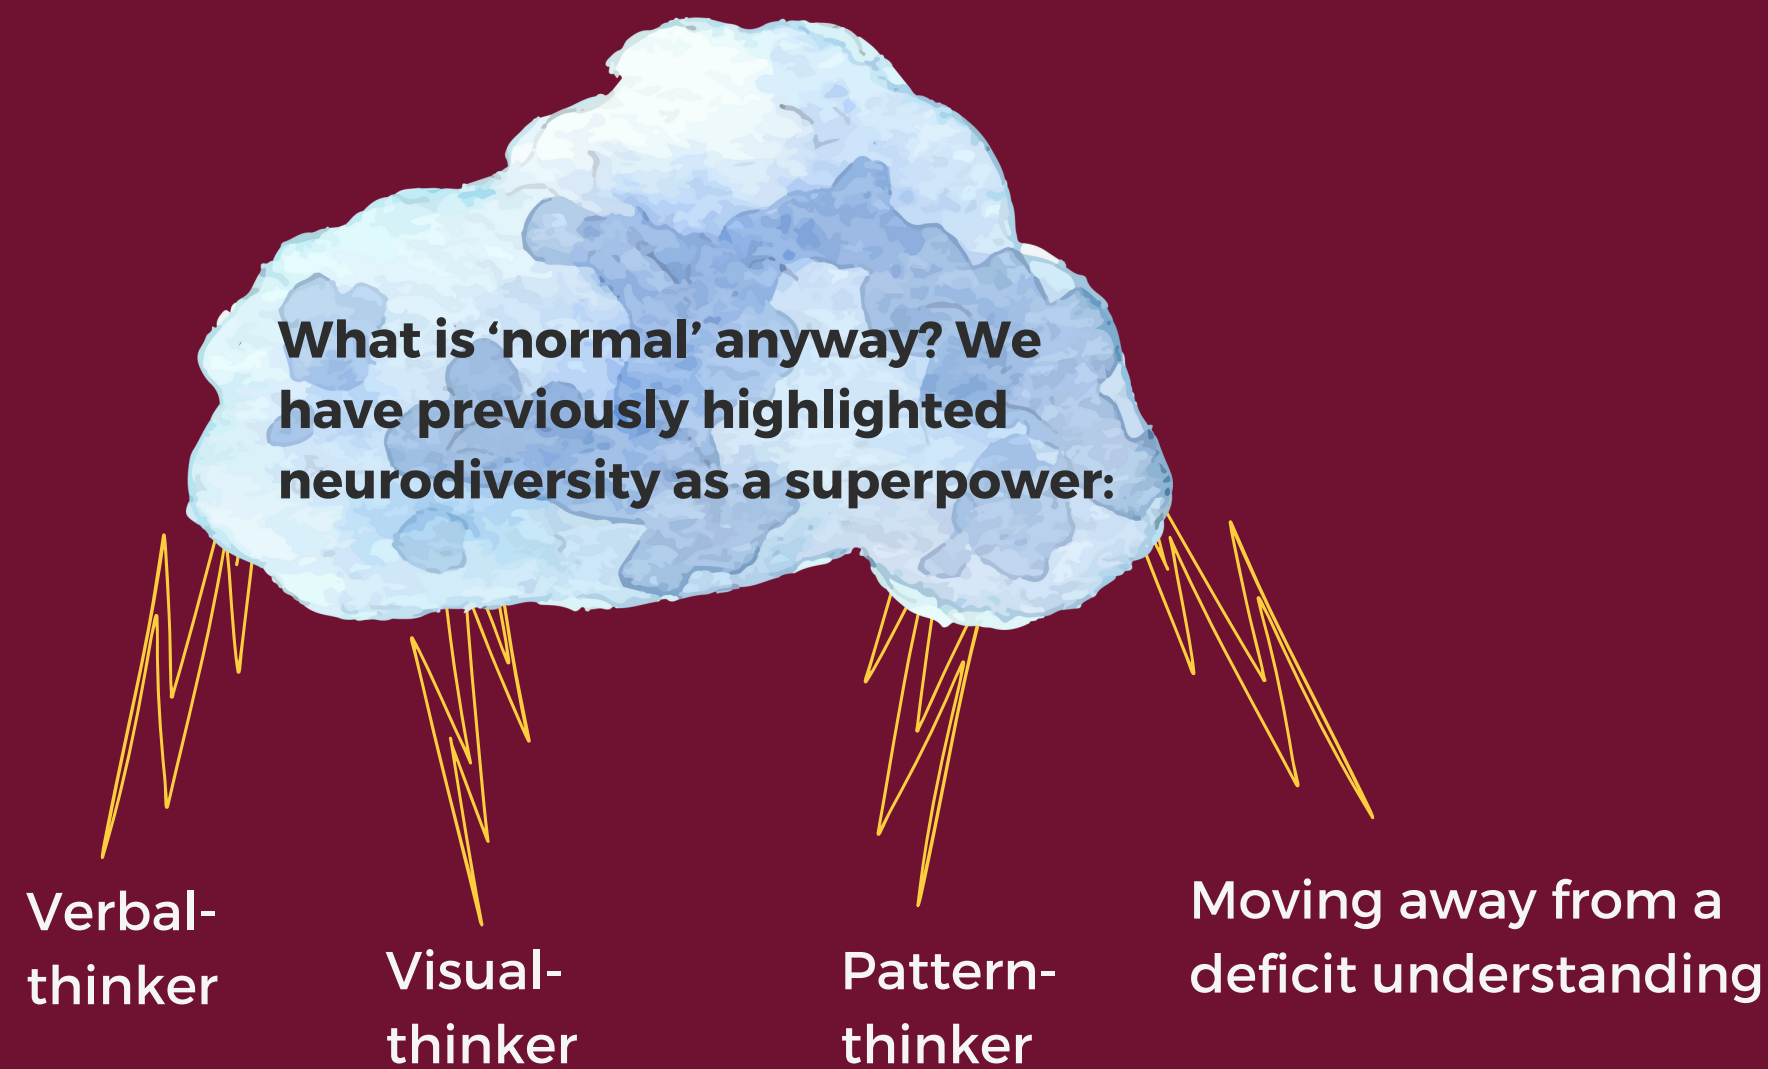 What is ‘normal’ anyway? We
have previously highlighted
neurodiversity as a superpower:
Verbal-
thinker
Visual-
thinker
Pattern-
thinker
Moving away from a
deficit understanding